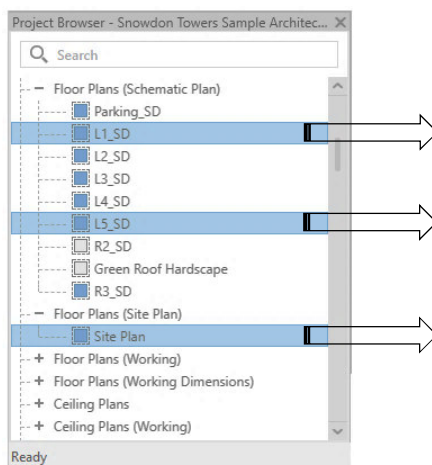 Project Browser - Snowdon Towers Sample Architec...
Search
Floor Plans (Schematic Plan)
Parking_SD
L1_SD
L2_SD
L3_SD
L4_SD
L5_SD
R2_SD
Green Roof Hardscape
R3_SD
Floor Plans (Site Plan)
Site Plan
Floor Plans (Working)
Floor Plans (Working Dimensions)
Ceiling Plans
Ceiling Plans (Working)
Ready